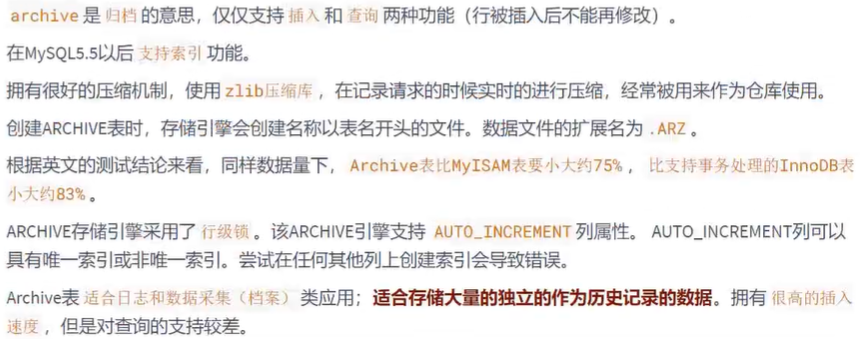 archive 是 归档 的意思，仅仅支持 插入 和 查询 两种功能（行被插入后不能再修改）。
在MySQL5.5以后 支持索引 功能。
拥有很好的压缩机制，使用 zlib压缩库 ，在记录请求的时候实时的进行压缩，经常被用来作为仓库使用。
创建ARCHIVE表时，存储引擎会创建名称以表名开头的文件。数据文件的扩展名为 .ARZ 。
根据英文的测试结论来看，同样数据量下， Archive表比MyISAM表要小大约75% ， 比支持事务处理的InnoDB表
小大约83% 。
ARCHIVE存储引擎采用了 行级锁 。该ARCHIVE引擎支持 AUTO_INCREMENT 列属性。 AUTO_INCREMENT列可以
具有唯一索引或非唯一索引。尝试在任何其他列上创建索引会导致错误。
Archive表 适合日志和数据采集（档案） 类应用；适合存储大量的独立的作为历史记录的数据。拥有 很高的插入
速度 ，但是对查询的支持较差。